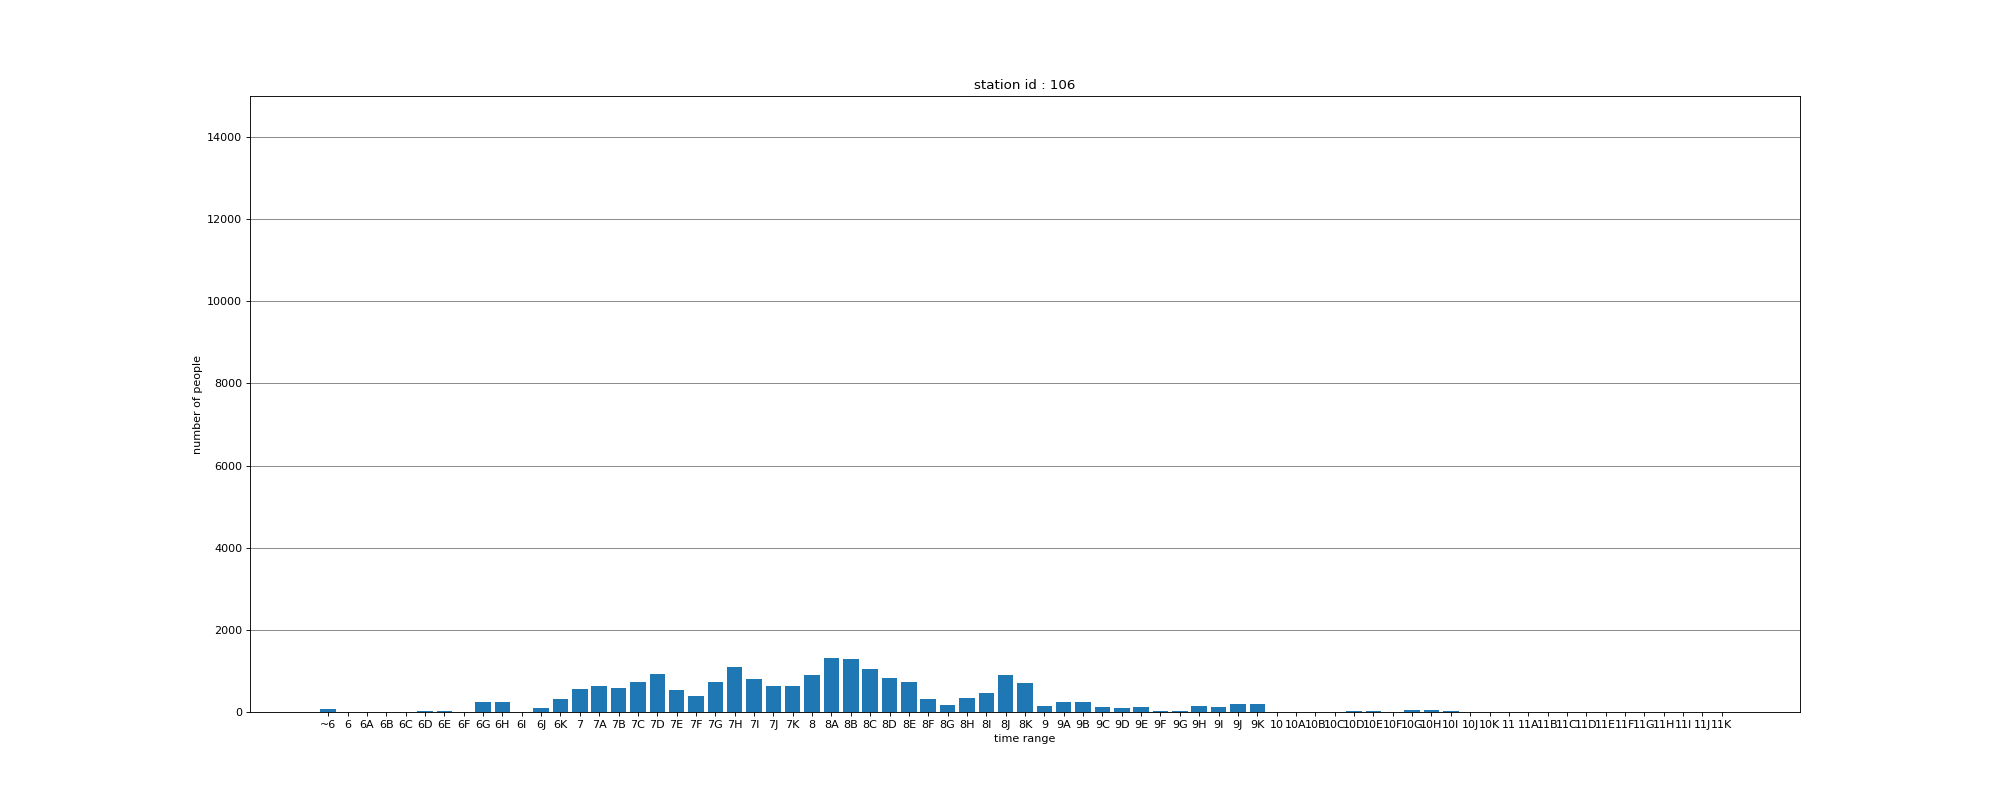 station id : 106
14000
12000
10000
8000
6000
4000
2000
0
number of people
~6 6 6A 6B 6C 6D 6E 6F 6G 6H 6I 6J 6K 7 7A 7B 7C 7D 7E 7F 7G 7H 7I 7J 7K 8 8A 8B 8C 8D 8E 8F 8G 8H 8I 8J 8K 9 9A 9B 9C 9D 9E 9F 9G 9H 9I 9J 9K 10 10A 10B 10C 10D 10E 10F 10G 10H 10I 10J 10K 11 11A 11B 11C 11D 11E 11F 11G 11H 11I 11J 11K
time range